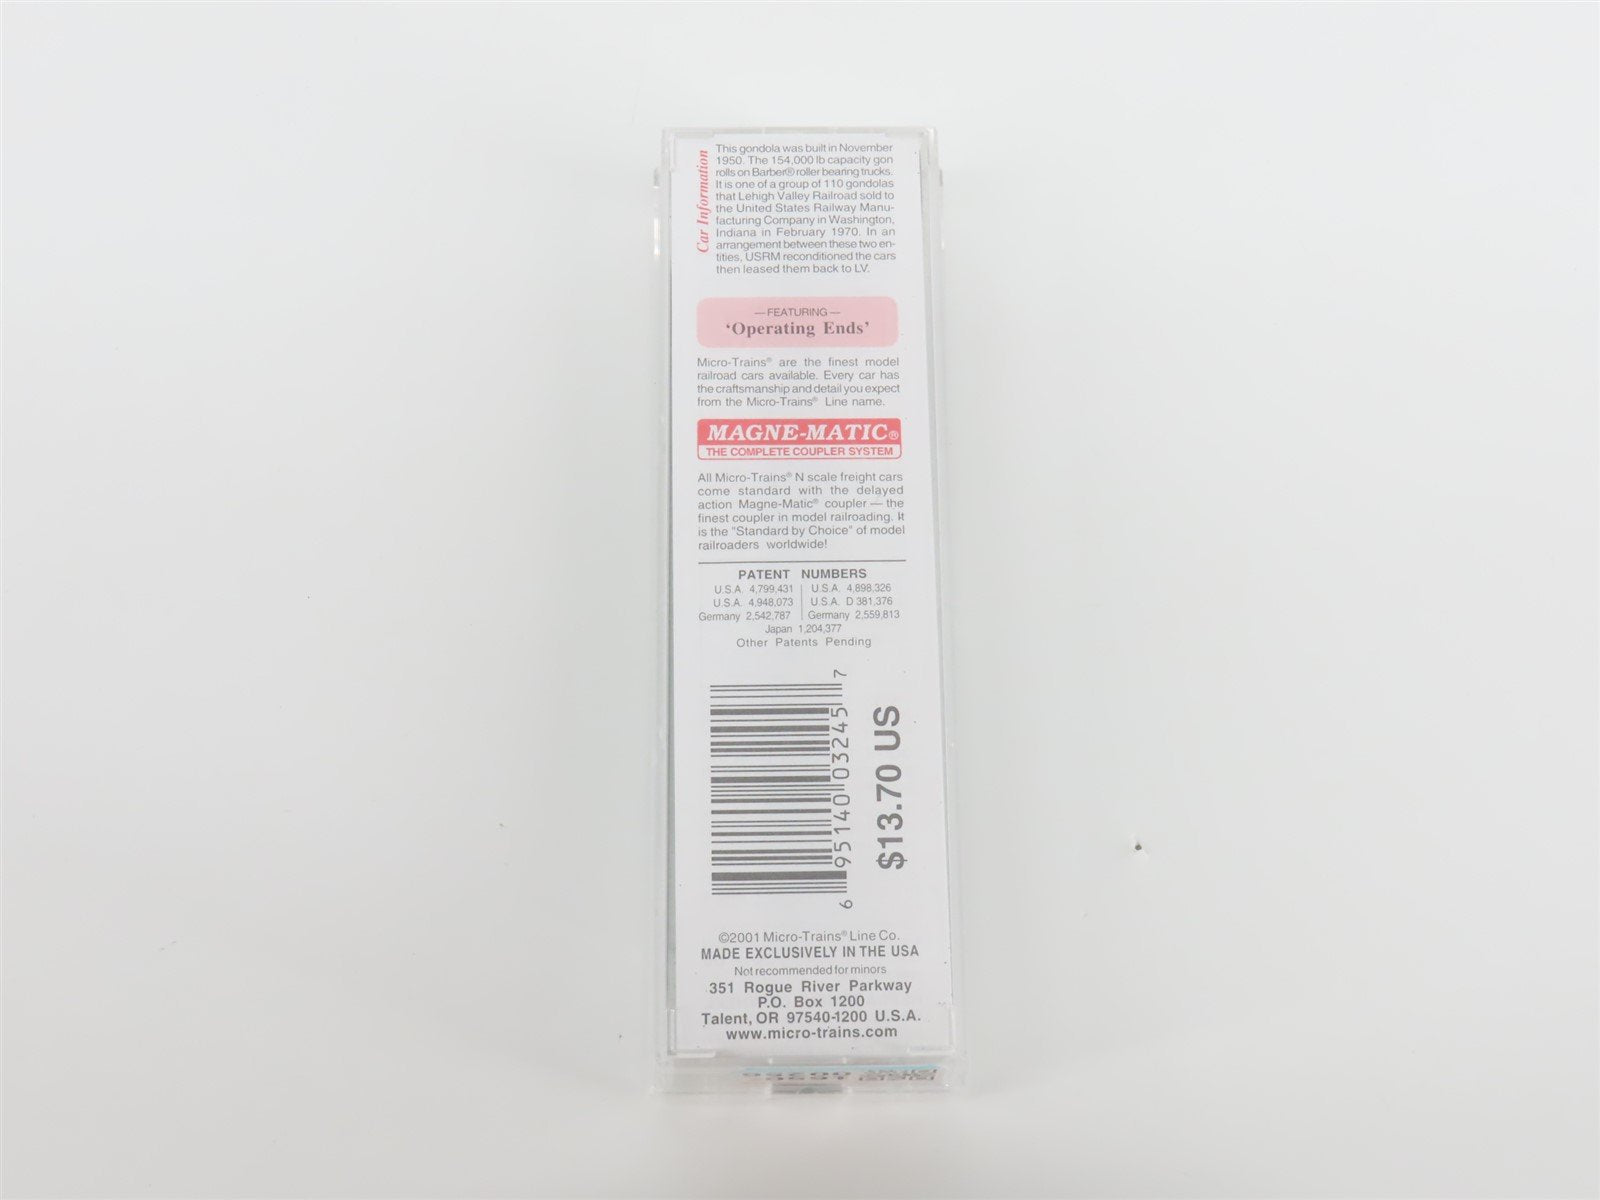 Car Information
This gondola was built in November
1950. The 154,000 lb capacity gon
rolls on Barber® roller bearing trucks.
It is one of a group of 110 gondolas
that Lehigh Valley Railroad sold to
the United States Railway Manu-
facturing Company in Washington,
Indiana in February 1970. In an
arrangement between these two en-
tities, USRM reconditioned the cars
then leased them back to LV.
—FEATURING—
‘Operating Ends’
Micro-Trains® are the finest model
railroad cars available. Every car has
the craftsmanship and detail you expect
from the Micro-Trains® Line name.
MAGNE-MATIC®
THE COMPLETE COUPLER SYSTEM
All Micro-Trains® N scale freight cars
come standard with the delayed
action Magne-Matic® coupler — the
finest coupler in model railroading. It
is the "Standard by Choice" of model
railroaders worldwide!
PATENT NUMBERS
U.S.A. 4,799,431 U.S.A. 4,898,326
U.S.A. 4,948,073 U.S.A. D 381,376
Germany 2,542,787 Germany 2,559,813
Japan 1,204,377
Other Patents Pending
6 95140 03245 7
$13.70 US
©2001 Micro-Trains® Line Co.
MADE EXCLUSIVELY IN THE USA
Not recommended for minors
351 Rogue River Parkway
P.O. Box 1200
Talent, OR 97540-1200 U.S.A.
www.micro-trains.com